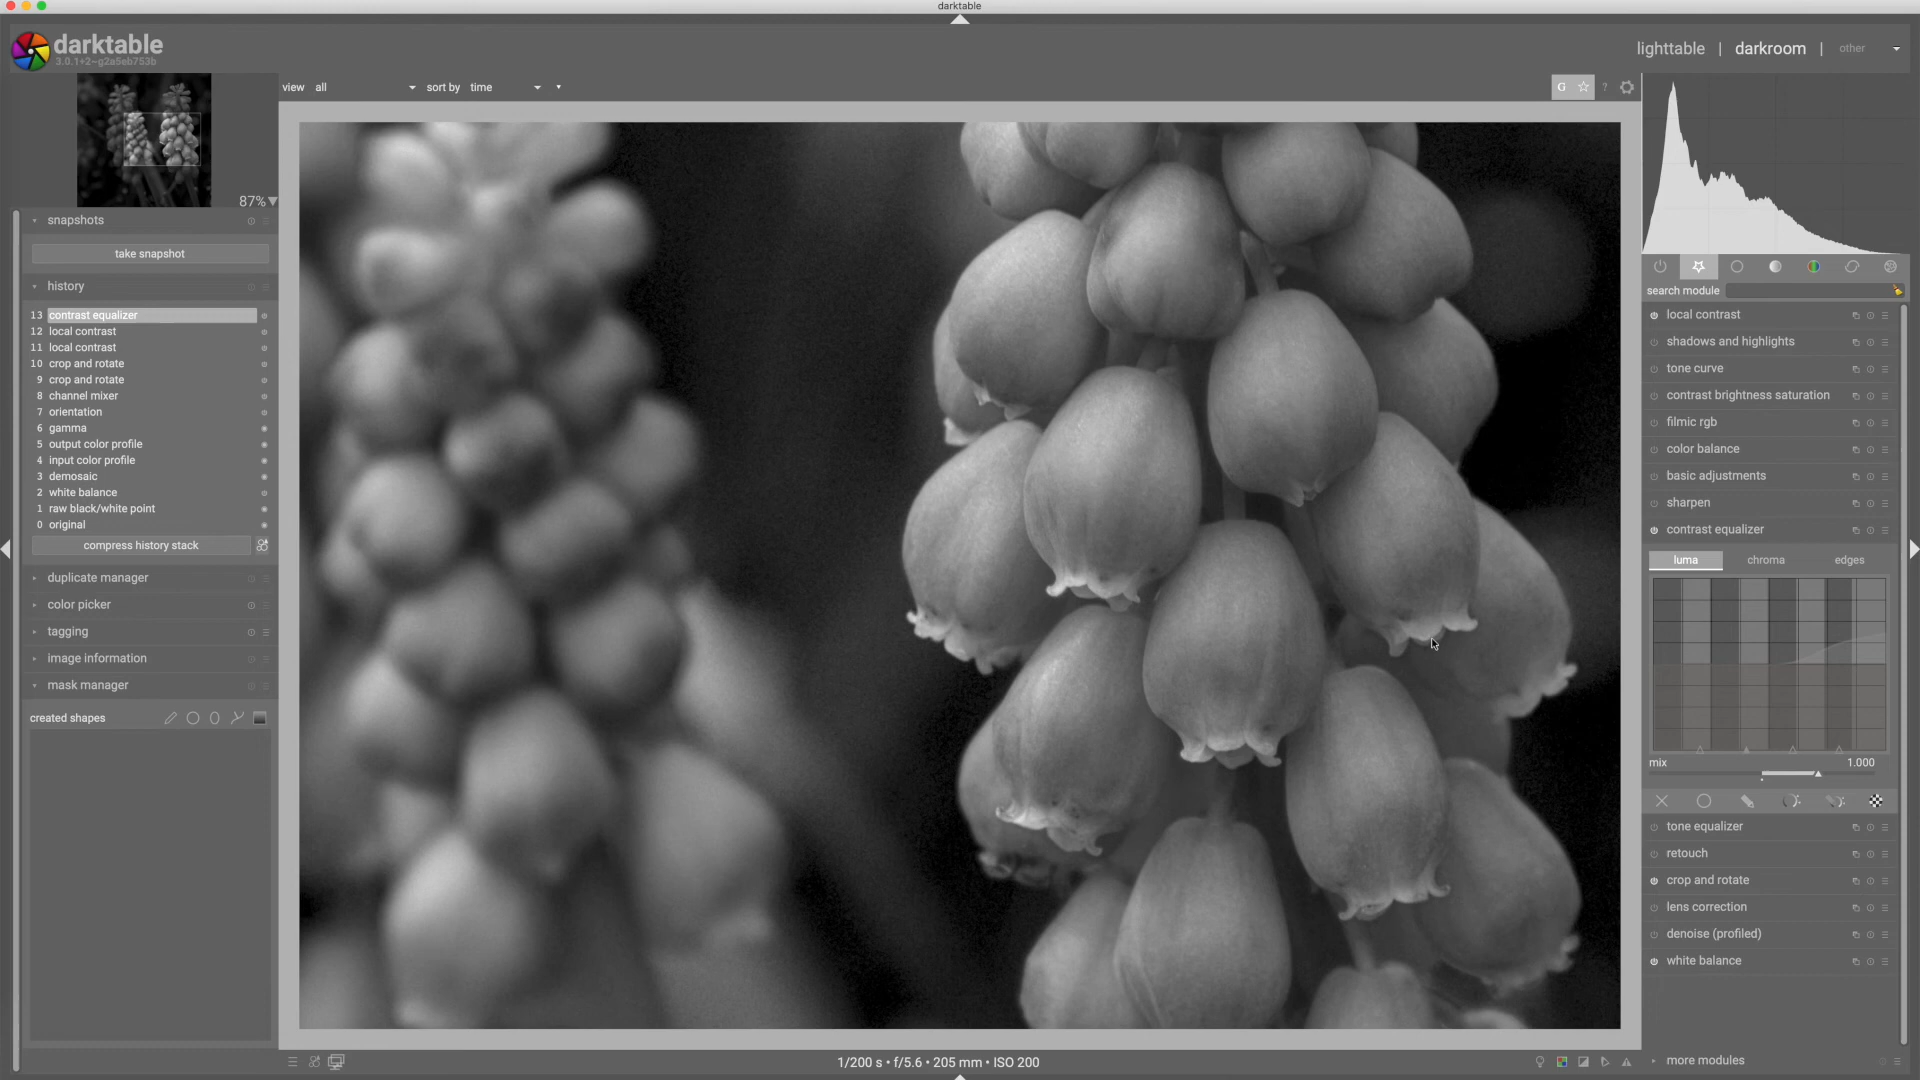 darktable
darktable
3.0.1+2~g2a5eb753b
lighttable | darkroom | other
87%
view all sort by time
G ?
snapshots
take snapshot
history
13 contrast equalizer
12 local contrast
11 local contrast
10 crop and rotate
9 crop and rotate
8 channel mixer
7 orientation
6 gamma
5 output color profile
4 input color profile
3 demosaic
2 white balance
1 raw black/white point
0 original
compress history stack
duplicate manager
color picker
tagging
image information
mask manager
created shapes
search module
local contrast
shadows and highlights
tone curve
contrast brightness saturation
filmic rgb
color balance
basic adjustments
sharpen
contrast equalizer
luma chroma edges
mix 1.000
tone equalizer
retouch
crop and rotate
lens correction
denoise (profiled)
white balance
more modules
1/200 s • f/5.6 • 205 mm • ISO 200